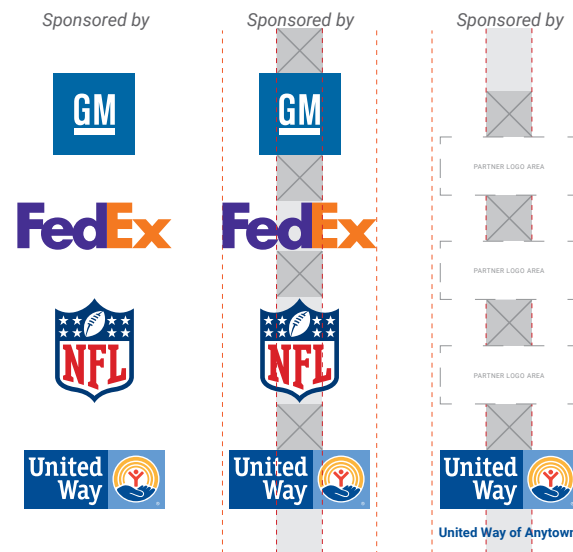 Sponsored by
GM
FedEx
NFL
United
Way
®
Sponsored by
GM
FedEx
NFL
United
Way
®
Sponsored by
PARTNER LOGO AREA
PARTNER LOGO AREA
PARTNER LOGO AREA
United
Way
United Way of Anytown